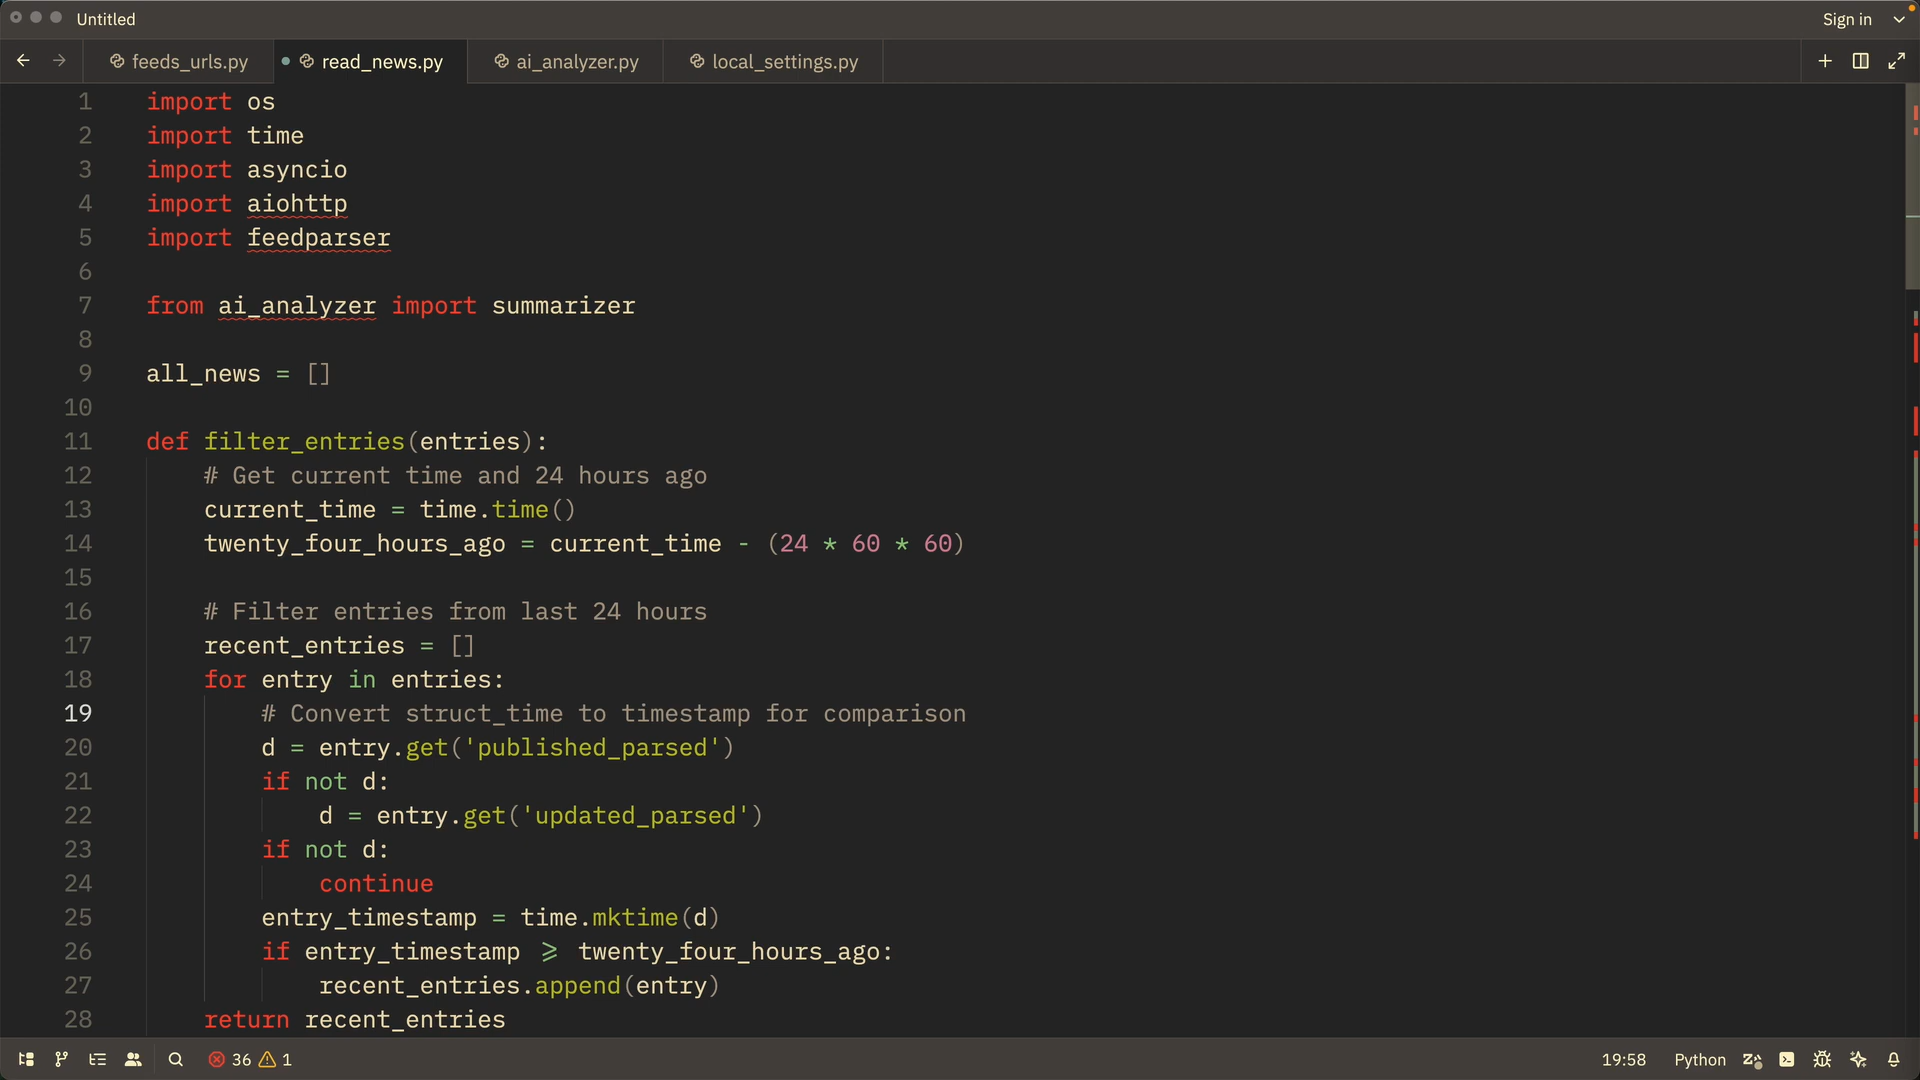 Untitled
Sign in
feeds_urls.py
read_news.py
ai_analyzer.py
local_settings.py
1 import os
2 import time
3 import asyncio
4 import aiohttp
5 import feedparser
6
7 from ai_analyzer import summarizer
8
9 all_news = []
10
11 def filter_entries(entries):
12     # Get current time and 24 hours ago
13     current_time = time.time()
14     twenty_four_hours_ago = current_time - (24 * 60 * 60)
15
16     # Filter entries from last 24 hours
17     recent_entries = []
18     for entry in entries:
19         # Convert struct_time to timestamp for comparison
20         d = entry.get('published_parsed')
21         if not d:
22             d = entry.get('updated_parsed')
23         if not d:
24             continue
25         entry_timestamp = time.mktime(d)
26         if entry_timestamp ⩾ twenty_four_hours_ago:
27             recent_entries.append(entry)
28     return recent_entries
36 1
19:58 Python